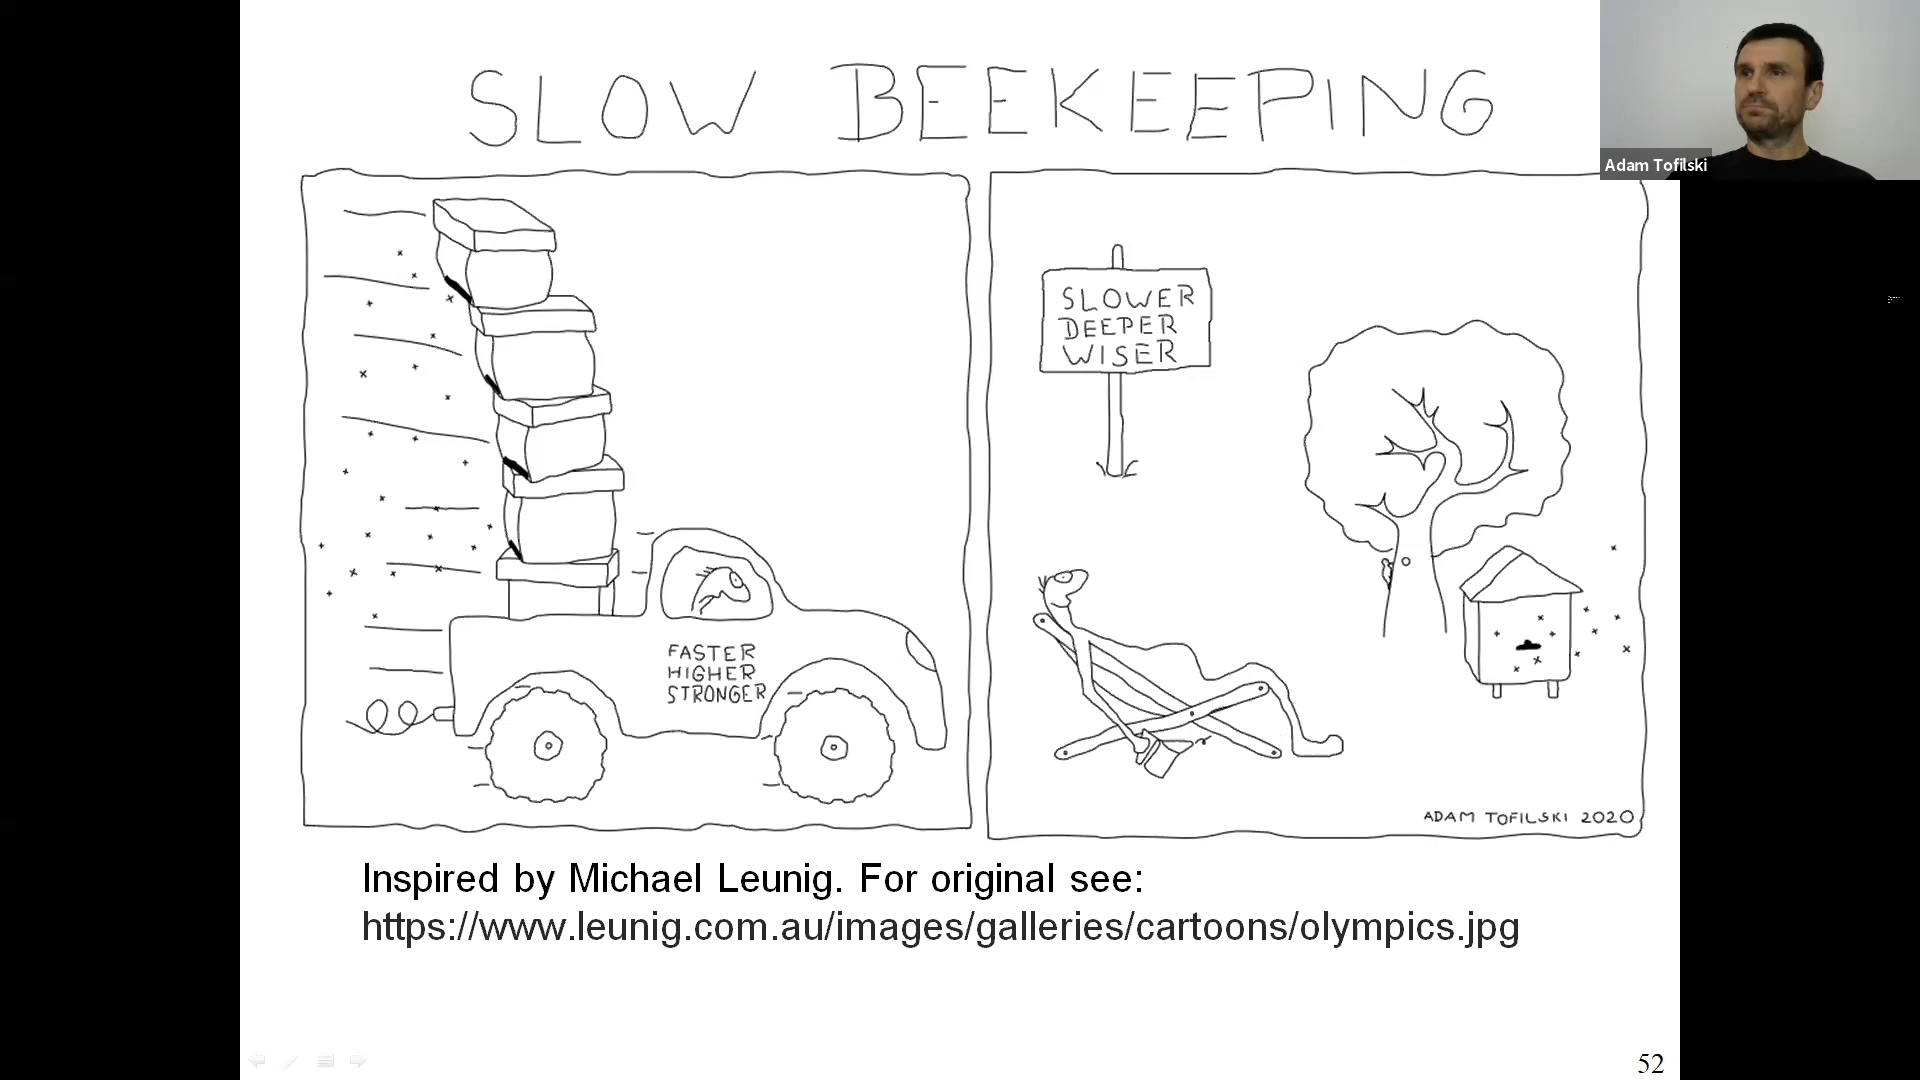 SLOW BEEKEEPING
Adam Tofilski
SLOWER
DEEPER
WISER
FASTER
HIGHER
STRONGER
ADAM TOFILSKI 2020
Inspired by Michael Leunig. For original see:
https://www.leunig.com.au/images/galleries/cartoons/olympics.jpg
52